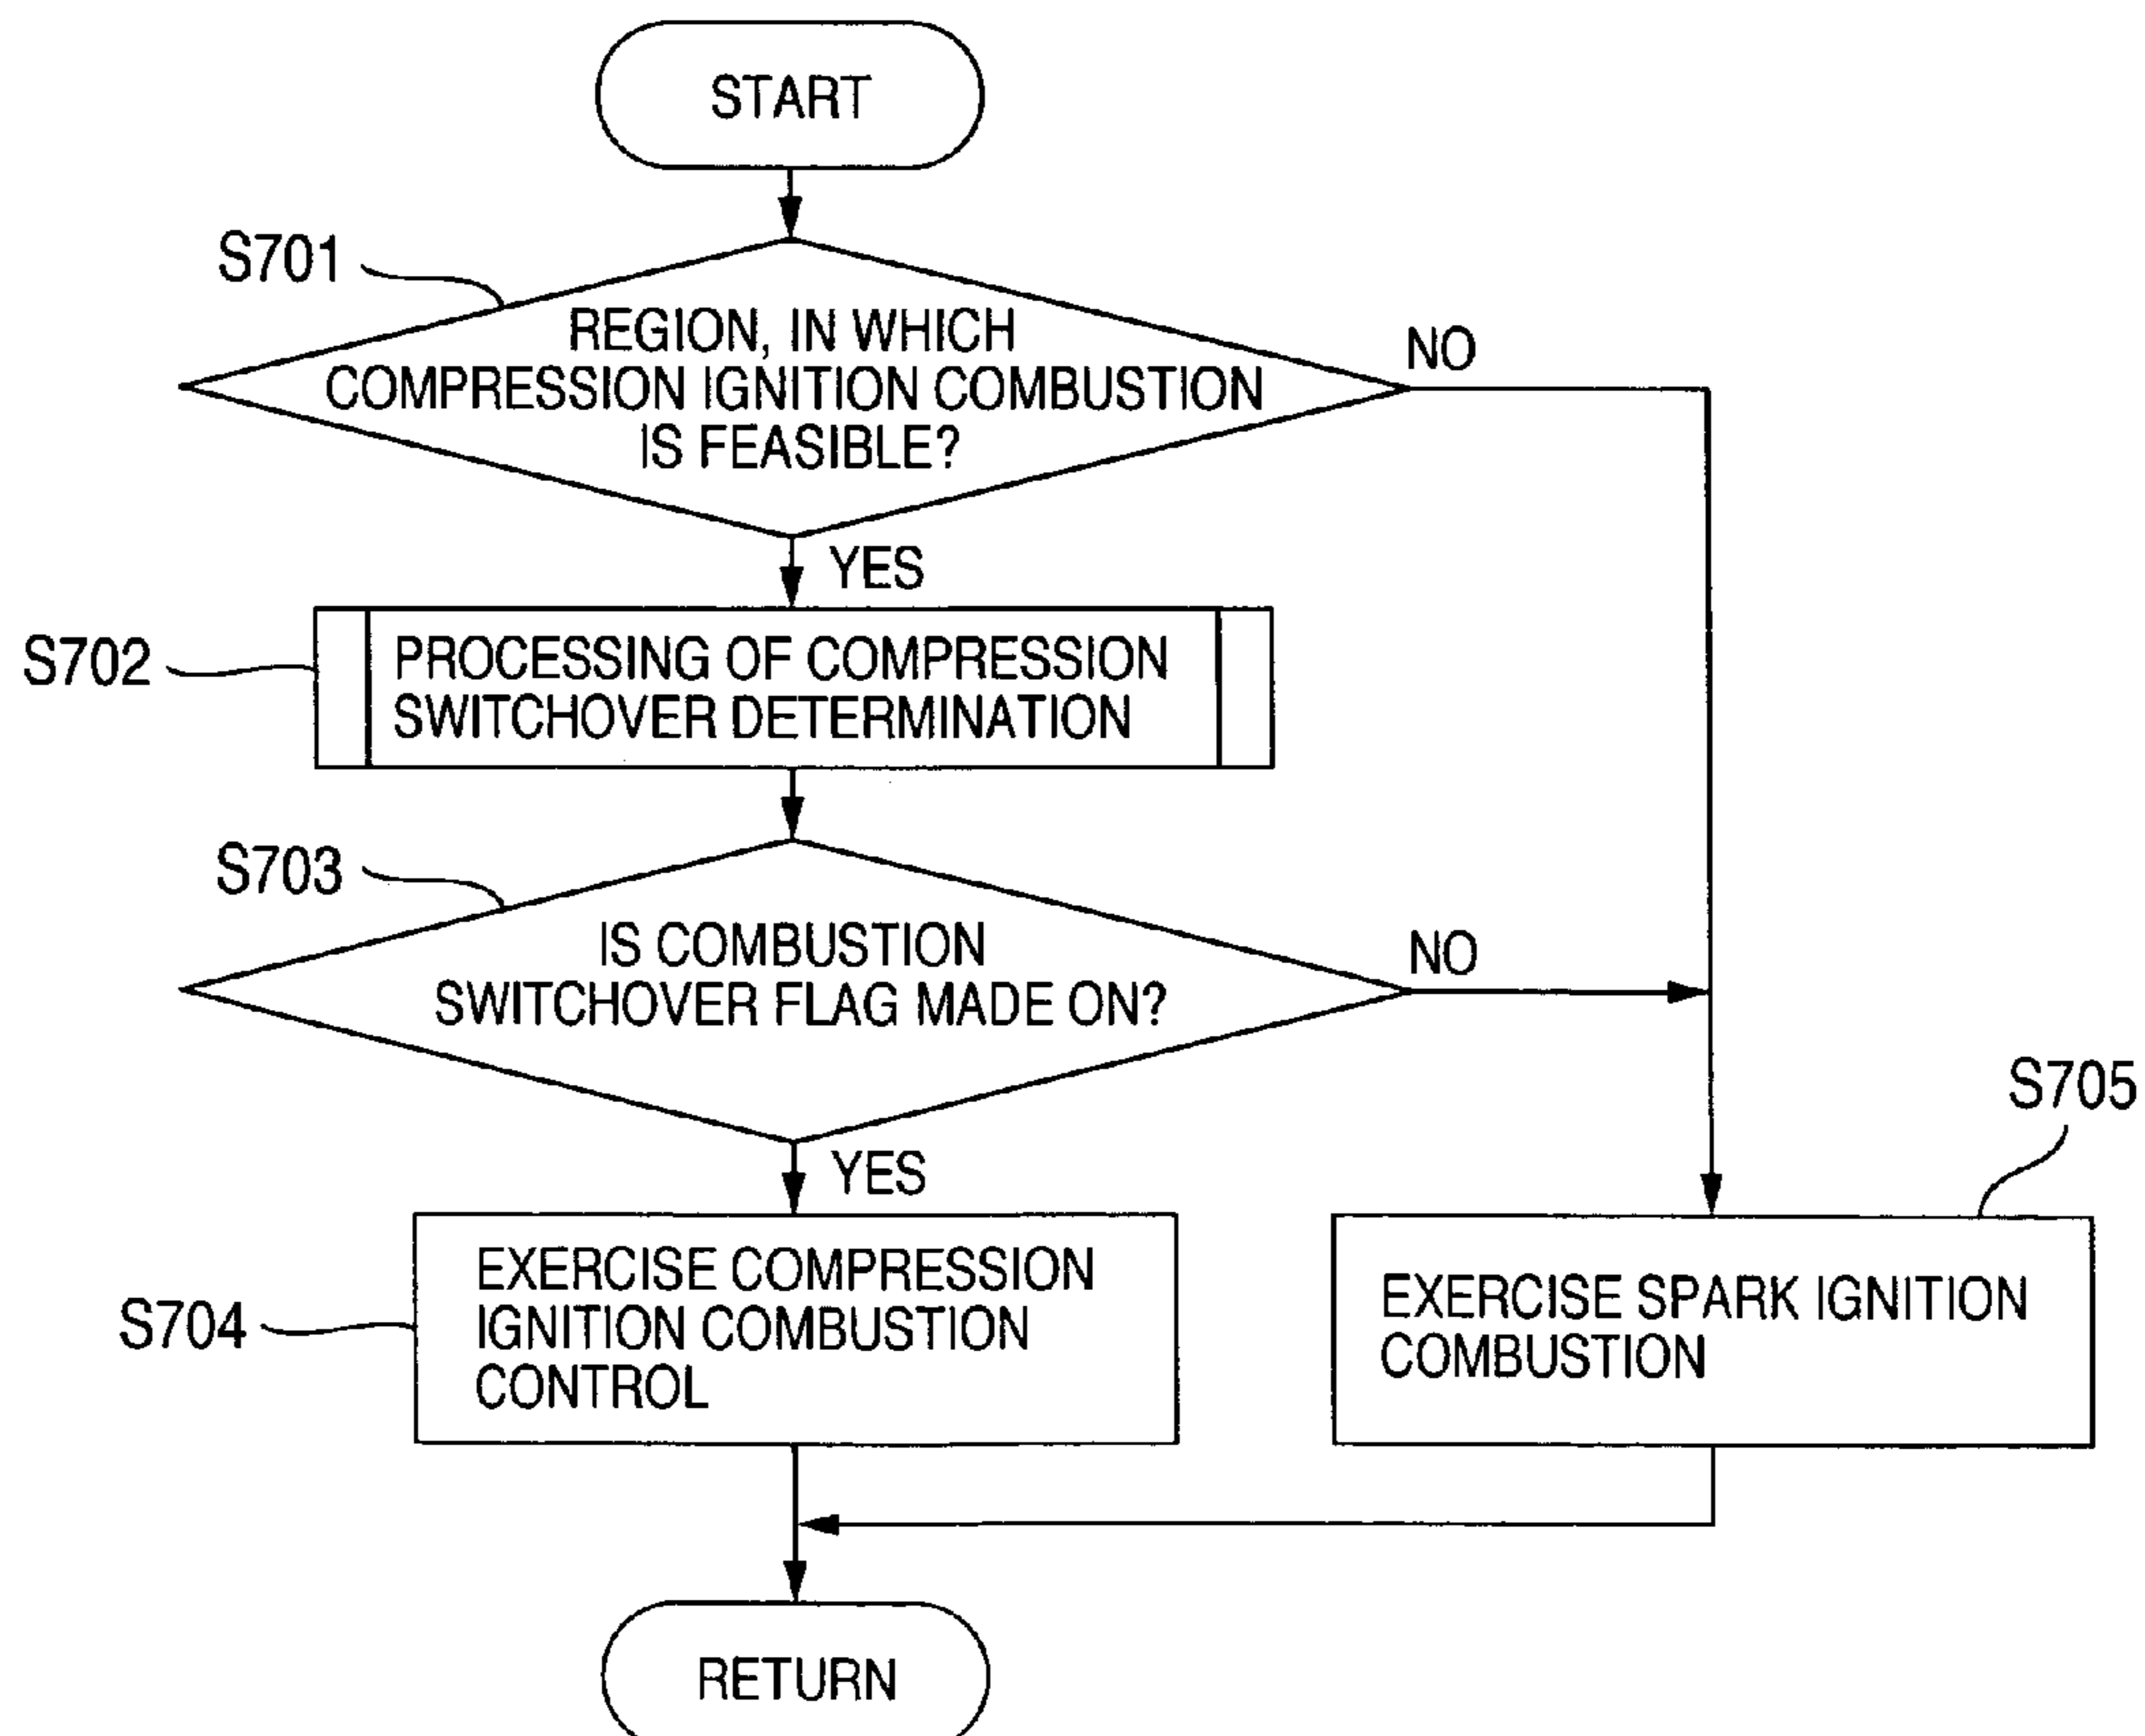 START
S701
REGION, IN WHICH
COMPRESSION IGNITION COMBUSTION
IS FEASIBLE?
NO
YES
S702
PROCESSING OF COMPRESSION
SWITCHOVER DETERMINATION
S703
IS COMBUSTION
SWITCHOVER FLAG MADE ON?
NO
YES
S705
S704
EXERCISE COMPRESSION
IGNITION COMBUSTION
CONTROL
EXERCISE SPARK IGNITION
COMBUSTION
RETURN